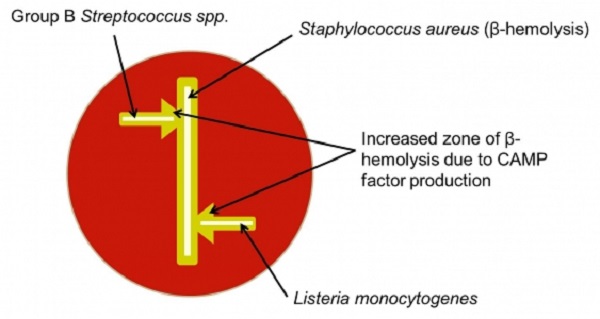 Group B Streptococcus spp.
Staphylococcus aureus (β-hemolysis)
Increased zone of β-
hemolysis due to CAMP
factor production
Listeria monocytogenes